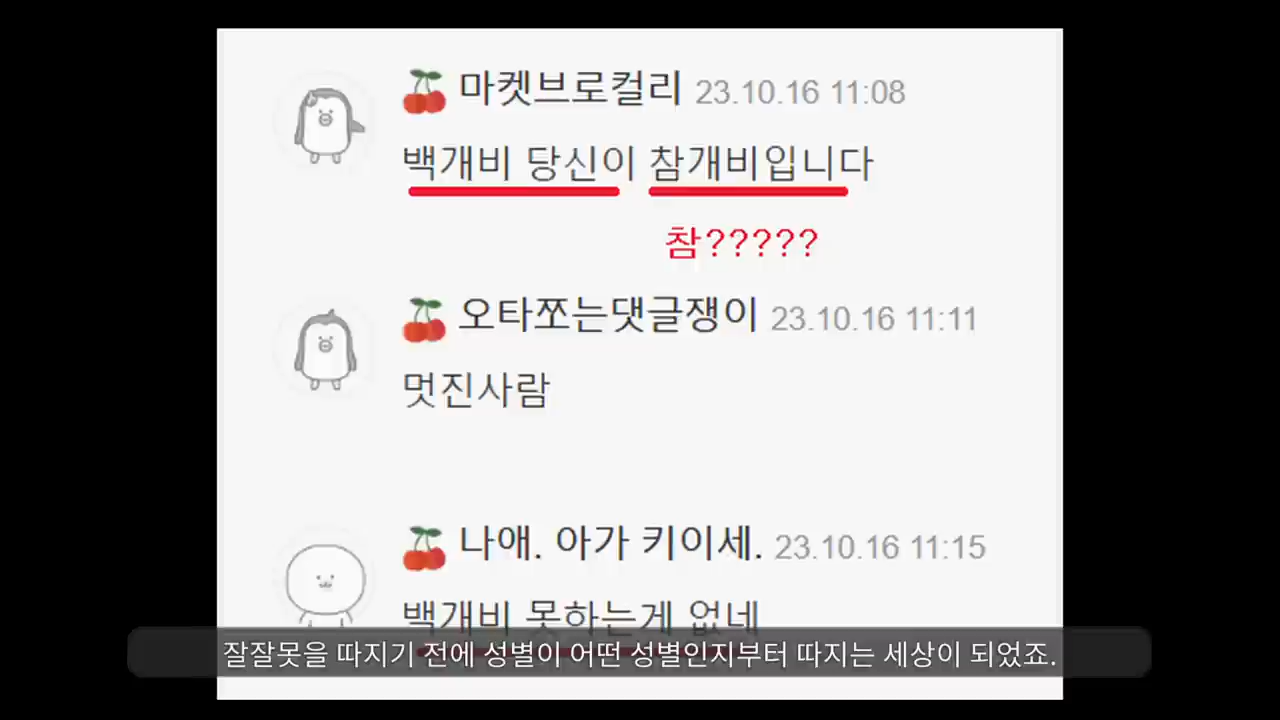 마켓브로컬리 23.10.16 11:08
백개비 당신이 참개비입니다
참?????
오타쪼는댓글쟁이 23.10.16 11:11
멋진사람
나애. 아가 키이세. 23.10.16 11:15
백개비 못하는게 없네
잘잘못을 따지기 전에 성별이 어떤 성별인지부터 따지는 세상이 되었죠.